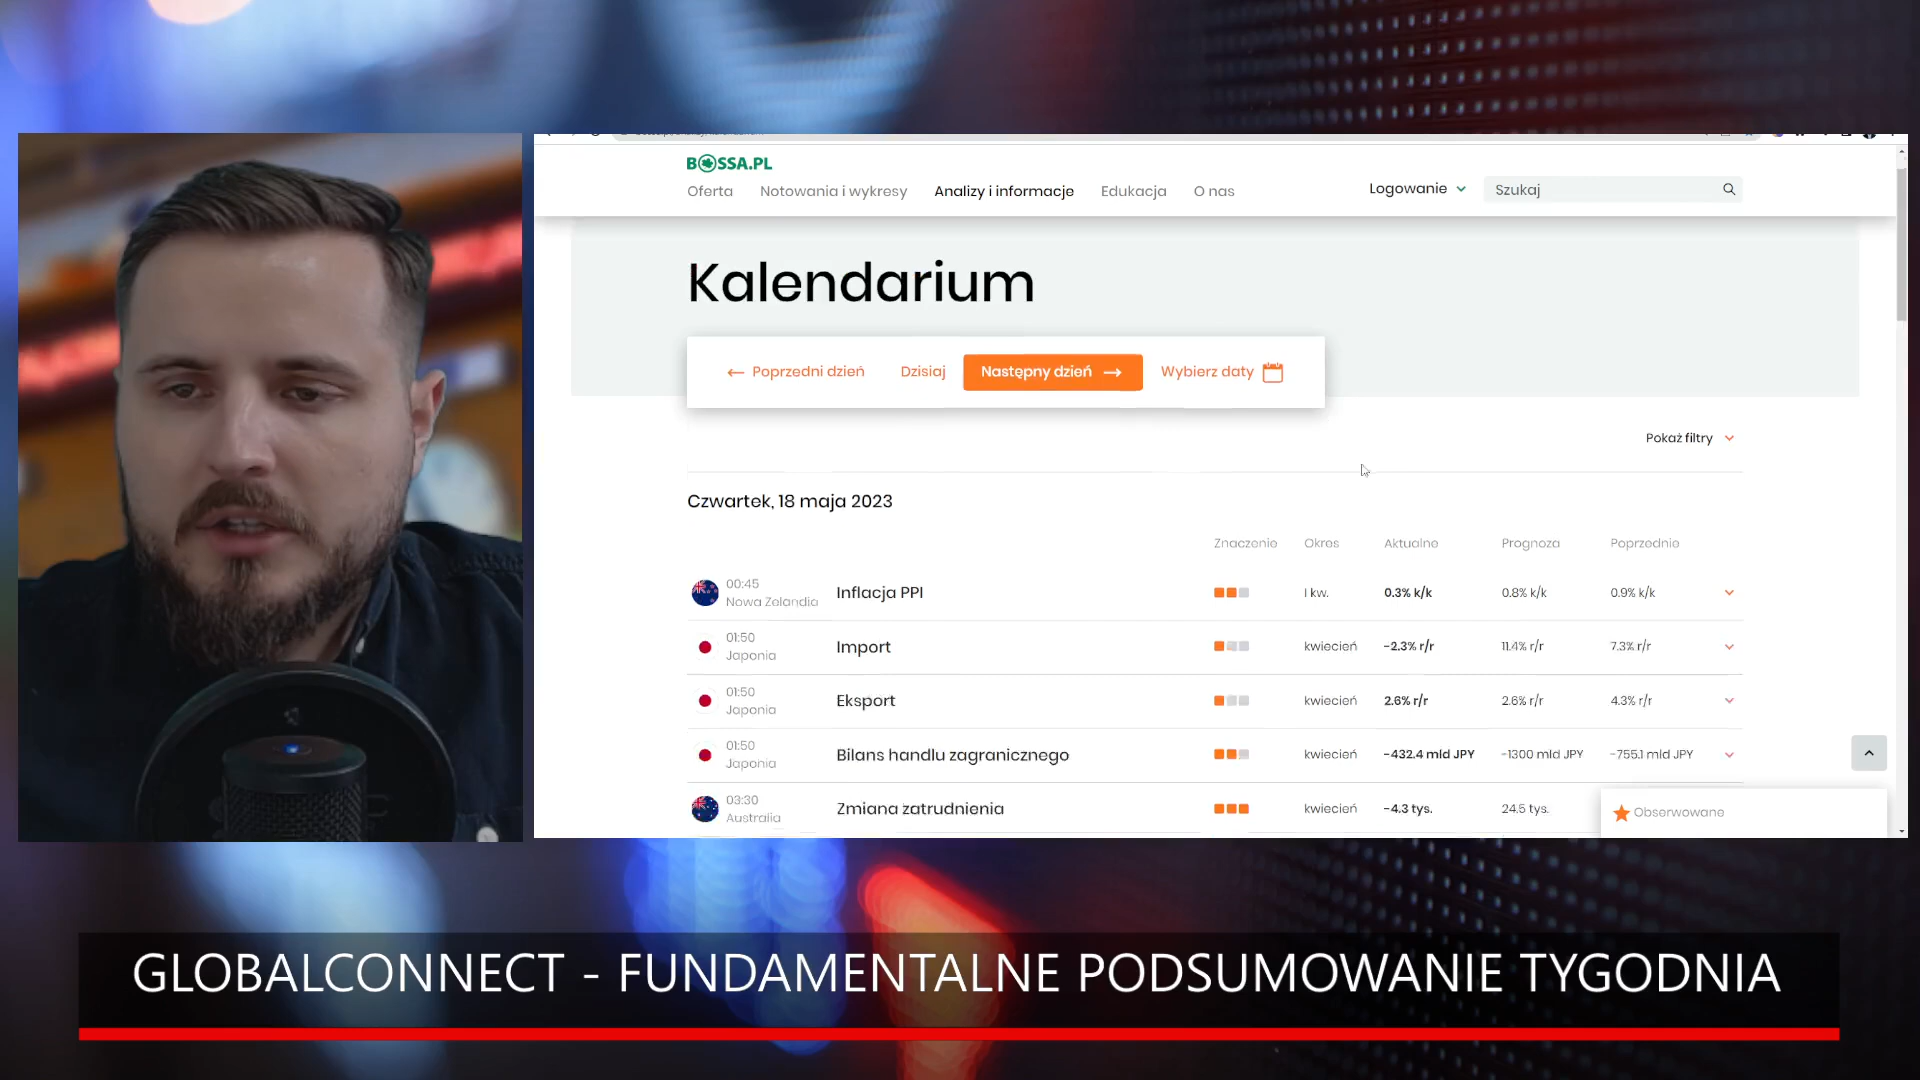 BOSSA.PL
Oferta Notowania i wykresy Analizy i informacje Edukacja O nas Logowanie Szukaj
Kalendarium
← Poprzedni dzień Dzisiaj Następny dzień → Wybierz daty
Pokaż filtry
Czwartek, 18 maja 2023
Znaczenie Okres Aktualne Prognoza Poprzednie
00:45 Nowa Zelandia Inflacja PPI I kw. 0.3% k/k 0.8% k/k 0.9% k/k
01:50 Japonia Import kwiecień -2.3% r/r 11.4% r/r 7.3% r/r
01:50 Japonia Eksport kwiecień 2.6% r/r 2.6% r/r 4.3% r/r
01:50 Japonia Bilans handlu zagranicznego kwiecień -432.4 mld JPY -1300 mld JPY -755.1 mld JPY
03:30 Australia Zmiana zatrudnienia kwiecień -4.3 tys. 24.5 tys.
Obserwowane
GLOBALCONNECT - FUNDAMENTALNE PODSUMOWANIE TYGODNIA